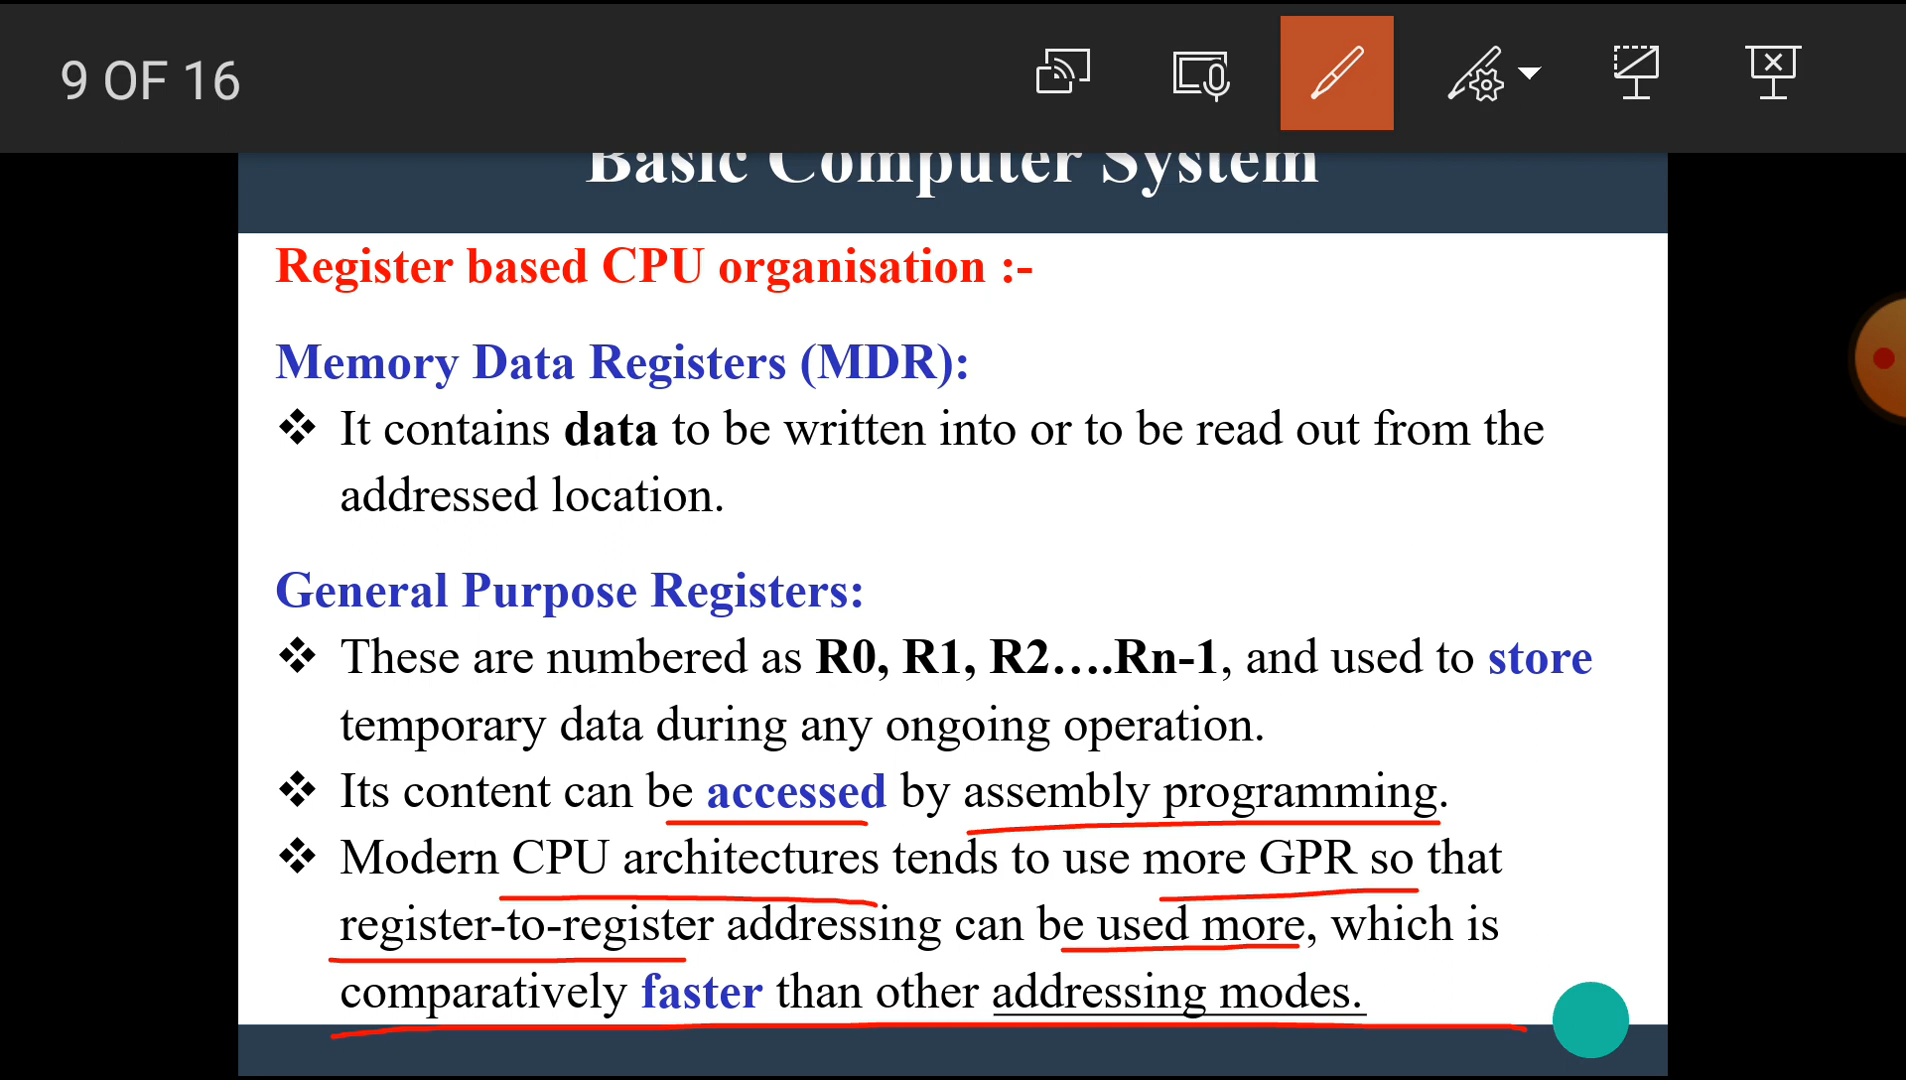 9 OF 16
Basic Computer System
Register based CPU organisation :-
Memory Data Registers (MDR):
❖ It contains data to be written into or to be read out from the
addressed location.
General Purpose Registers:
❖ These are numbered as R0, R1, R2....Rn-1, and used to store
temporary data during any ongoing operation.
❖ Its content can be accessed by assembly programming.
❖ Modern CPU architectures tends to use more GPR so that
register-to-register addressing can be used more, which is
comparatively faster than other addressing modes.